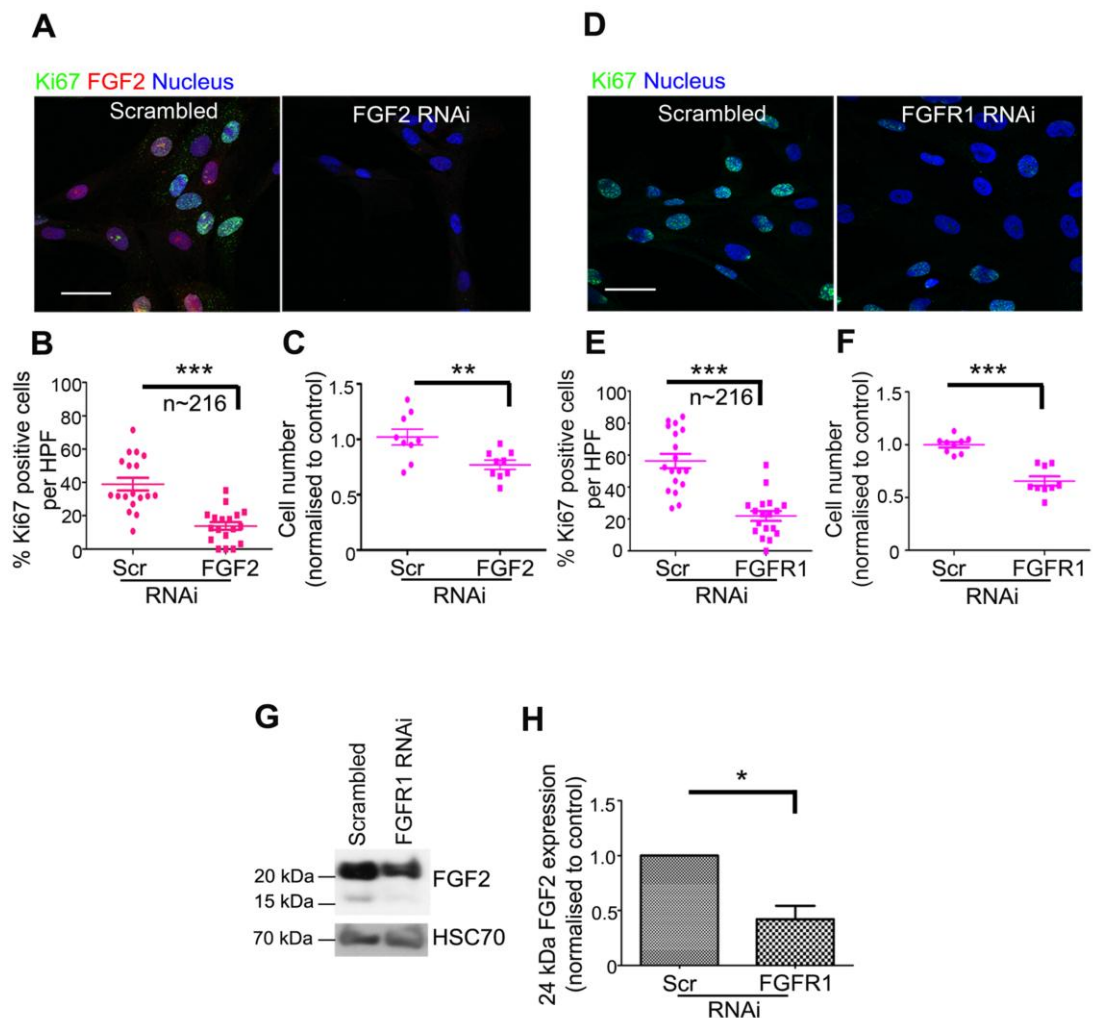 A
Ki67 FGF2 Nucleus
Scrambled
FGF2 RNAi
D
Ki67 Nucleus
Scrambled
FGFR1 RNAi
B
% Ki67 positive cells
per HPF
100
80
60
40
20
0
***
n~216
Scr
FGF2
RNAi
C
Cell number
(normalised to control)
1.5
1.0
0.5
0
**
Scr
FGF2
RNAi
E
% Ki67 positive cells
per HPF
100
80
60
40
20
0
***
n~216
Scr
FGFR1
RNAi
F
Cell number
(normalised to control)
1.5
1.0
0.5
0
***
Scr
FGFR1
RNAi
G
Scrambled
FGFR1 RNAi
20 kDa
15 kDa
FGF2
70 kDa
HSC70
H
24 kDa FGF2 expression
(normalised to control)
1.5
1.0
0.5
0
*
Scr
FGFR1
RNAi